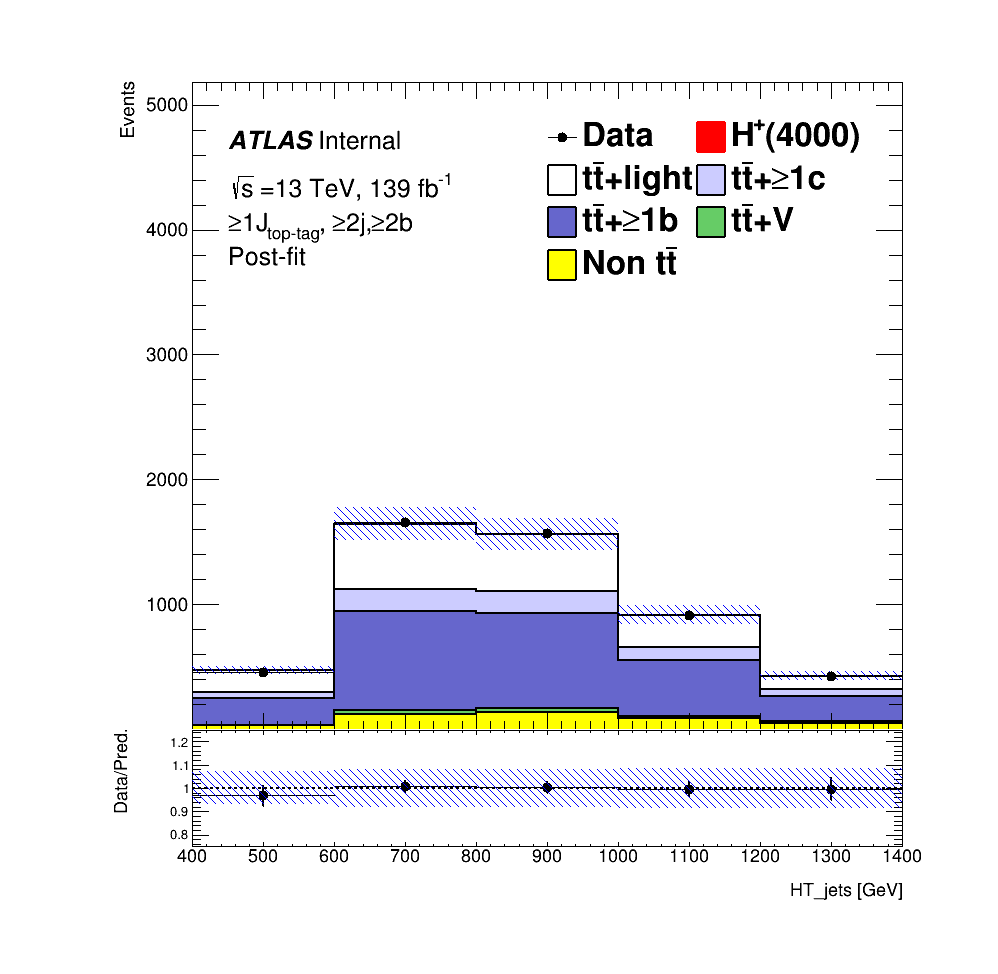 Events
5000
4000
3000
2000
1000
ATLAS Internal
√s =13 TeV, 139 fb⁻¹
≥1J_top-tag, ≥2j,≥2b
Post-fit
Data
H⁺(4000)
tt̄+light
tt̄+≥1c
tt̄+≥1b
tt̄+V
Non tt̄
Data/Pred.
1.2
1.1
1
0.9
0.8
400 500 600 700 800 900 1000 1100 1200 1300 1400
HT_jets [GeV]